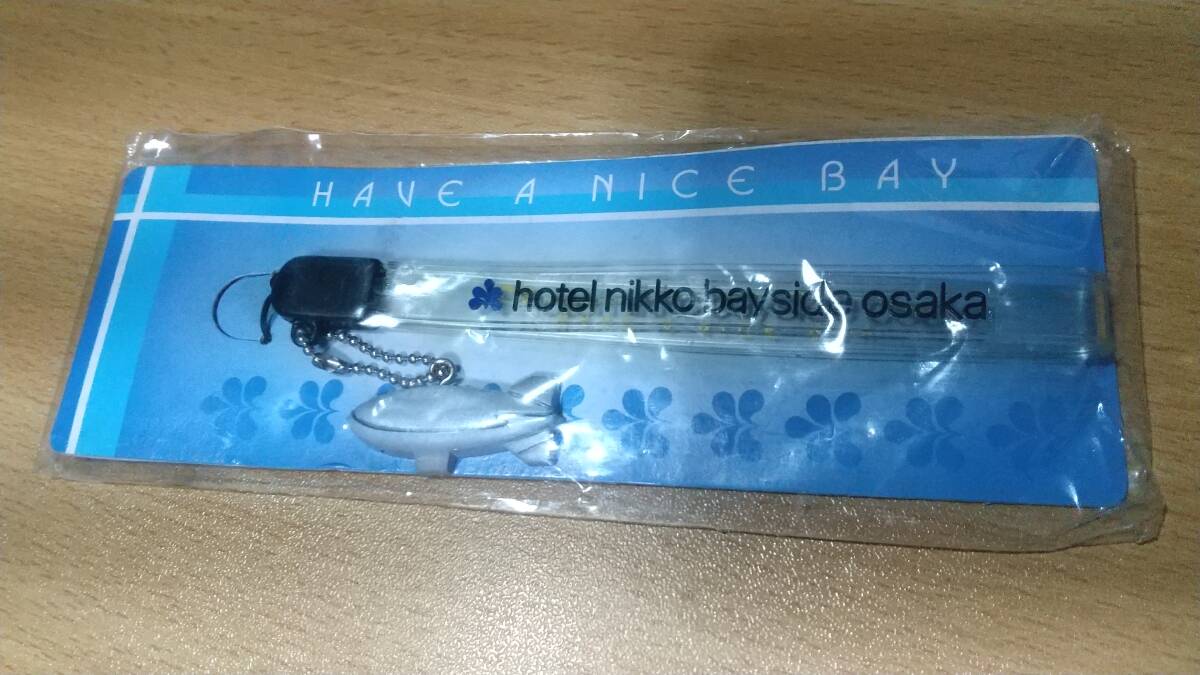 HAVE A NICE BAY
hotel nikko bayside osaka